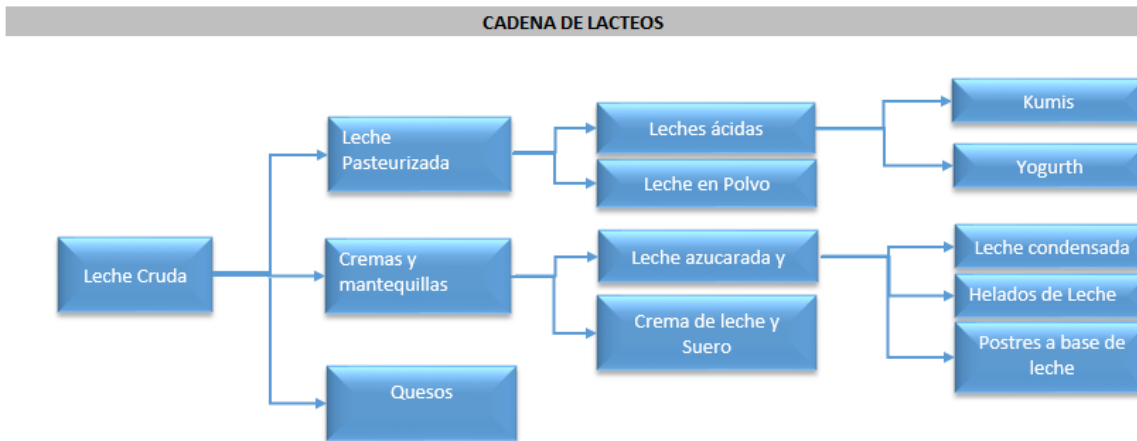 CADENA DE LACTEOS
Leche Cruda
Leche
Pasteurizada
Cremas y
mantequillas
Quesos
Leches ácidas
Leche en Polvo
Leche azucarada y
Crema de leche y
Suero
Kumis
Yogurth
Leche condensada
Helados de Leche
Postres a base de
leche